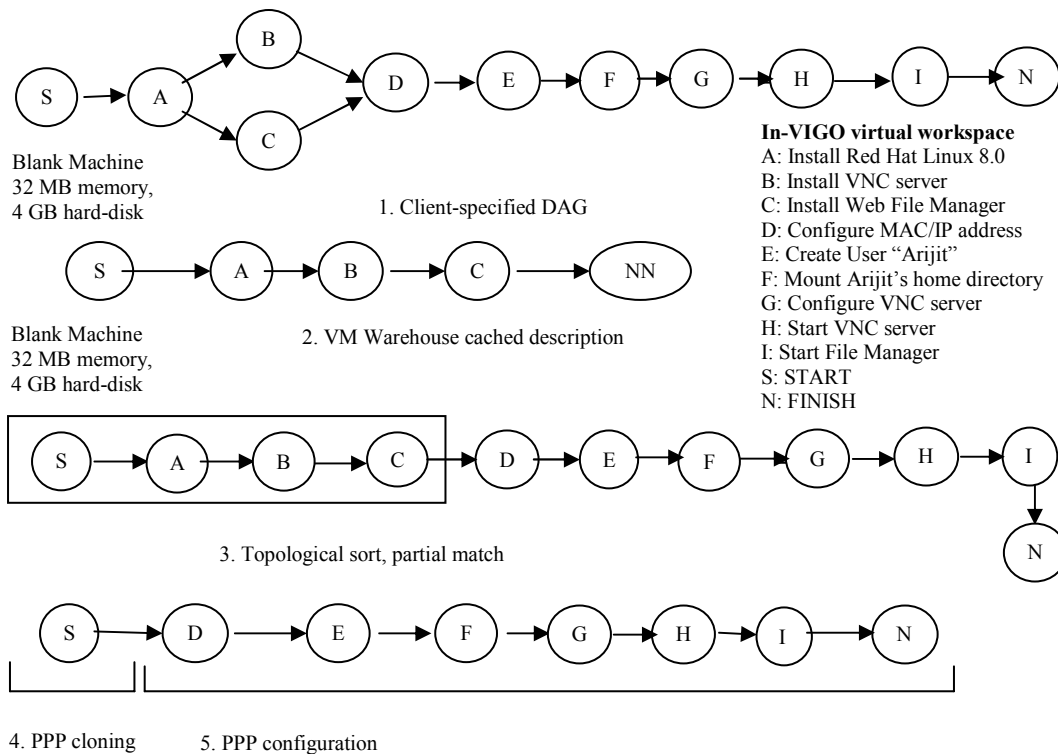 B
S A D E F G H I N
C
Blank Machine
32 MB memory,
4 GB hard-disk
1. Client-specified DAG
In-VIGO virtual workspace
A: Install Red Hat Linux 8.0
B: Install VNC server
C: Install Web File Manager
D: Configure MAC/IP address
E: Create User “Arijit”
F: Mount Arijit’s home directory
G: Configure VNC server
H: Start VNC server
I: Start File Manager
S: START
N: FINISH
S A B C NN
Blank Machine
32 MB memory,
4 GB hard-disk
2. VM Warehouse cached description
S A B C D E F G H I
N
3. Topological sort, partial match
S D E F G H I N
4. PPP cloning
5. PPP configuration